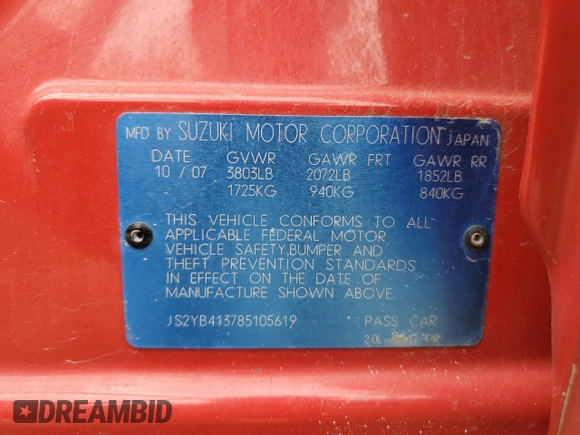 MFD BY SUZUKI MOTOR CORPORATION JAPAN
DATE GVWR GAWR FRT GAWR RR
10 / 07 3803LB 2072LB 1852LB
1725KG 940KG 840KG
THIS VEHICLE CONFORMS TO ALL
APPLICABLE FEDERAL MOTOR
VEHICLE SAFETY,BUMPER AND
THEFT PREVENTION STANDARDS
IN EFFECT ON THE DATE OF
MANUFACTURE SHOWN ABOVE.
JS2YB413785105619 PASS CAR
2.0L
DREAMBID